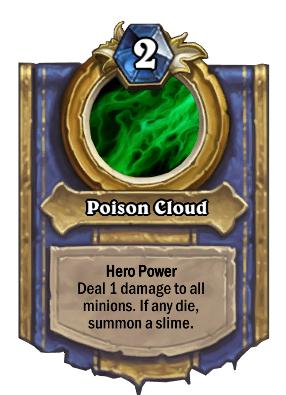 2
Poison Cloud
Hero Power
Deal 1 damage to all
minions. If any die,
summon a slime.